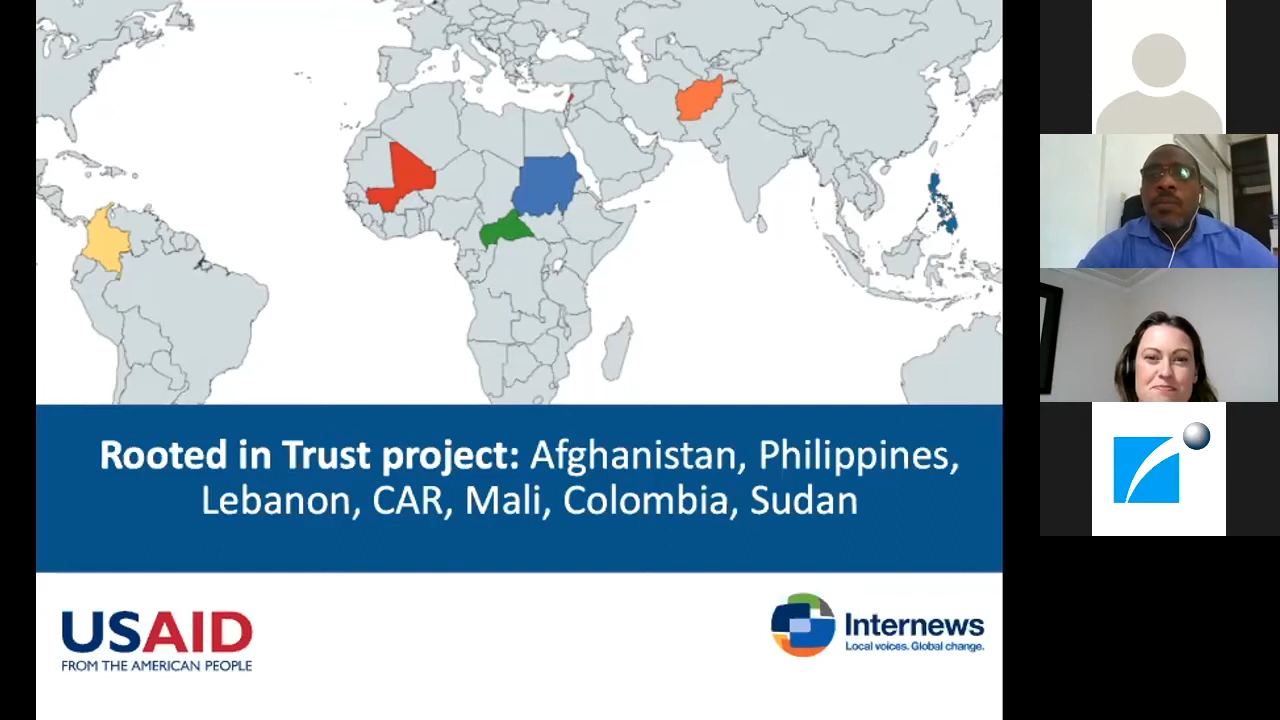 Rooted in Trust project: Afghanistan, Philippines,
Lebanon, CAR, Mali, Colombia, Sudan
USAID
FROM THE AMERICAN PEOPLE
Internews
Local voices. Global change.